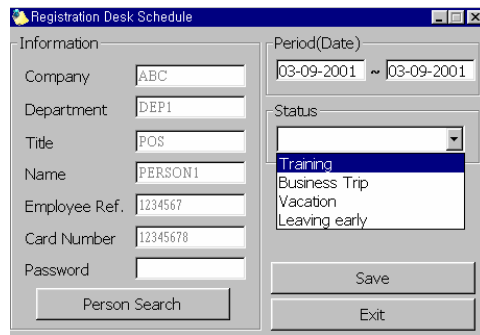 Registration Desk Schedule
Information
Company ABC
Department DEP1
Title POS
Name PERSON1
Employee Ref. 1234567
Card Number 12345678
Password
Person Search
Period(Date)
03-09-2001 ~ 03-09-2001
Status
Training
Business Trip
Vacation
Leaving early
Save
Exit